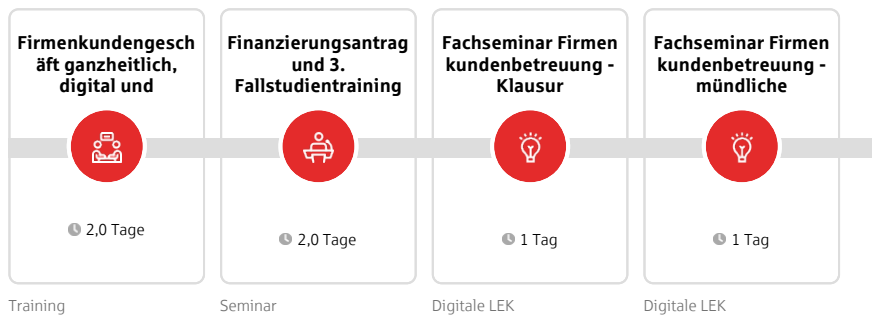 Firmenkundengesch
äft ganzheitlich,
digital und
2,0 Tage
Training
Finanzierungsantrag
und 3.
Fallstudientraining
2,0 Tage
Seminar
Fachseminar Firmen
kundenbetreuung -
Klausur
1 Tag
Digitale LEK
Fachseminar Firmen
kundenbetreuung -
mündliche
1 Tag
Digitale LEK